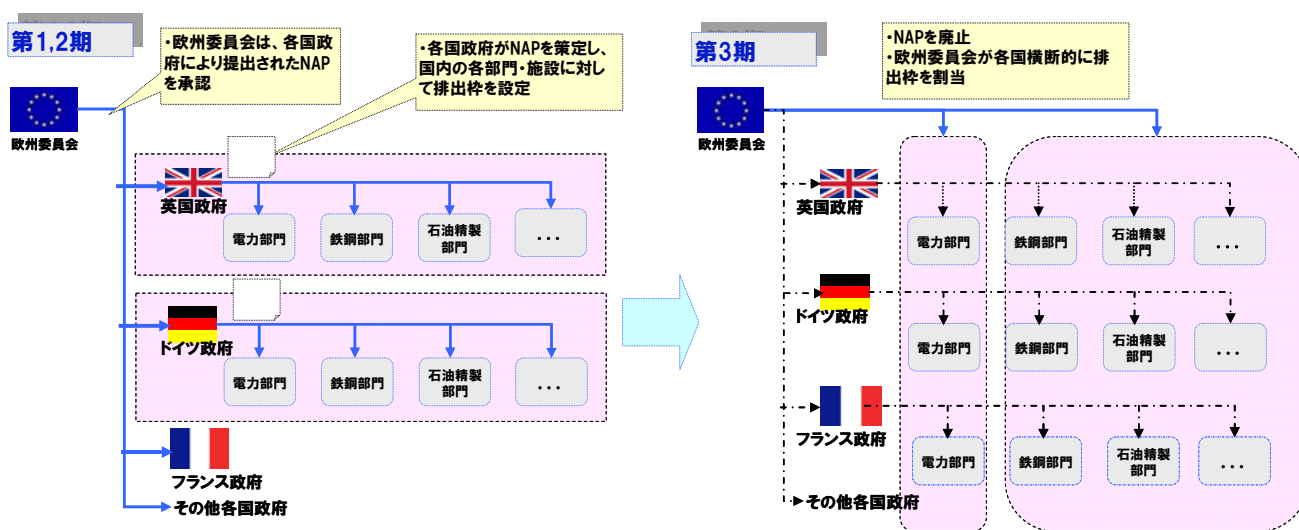 第1,2期
・欧州委員会は、各国政
府により提出されたNAP
を承認
・各国政府がNAPを策定し、
国内の各部門・施設に対し
て排出枠を設定
欧州委員会
英国政府
電力部門
鉄鋼部門
石油精製
部門
...
ドイツ政府
電力部門
鉄鋼部門
石油精製
部門
...
フランス政府
その他各国政府
第3期
・NAPを廃止
・欧州委員会が各国横断的に排
出枠を割当
欧州委員会
英国政府
電力部門
鉄鋼部門
石油精製
部門
...
ドイツ政府
電力部門
鉄鋼部門
石油精製
部門
...
フランス政府
電力部門
鉄鋼部門
石油精製
部門
...
その他各国政府